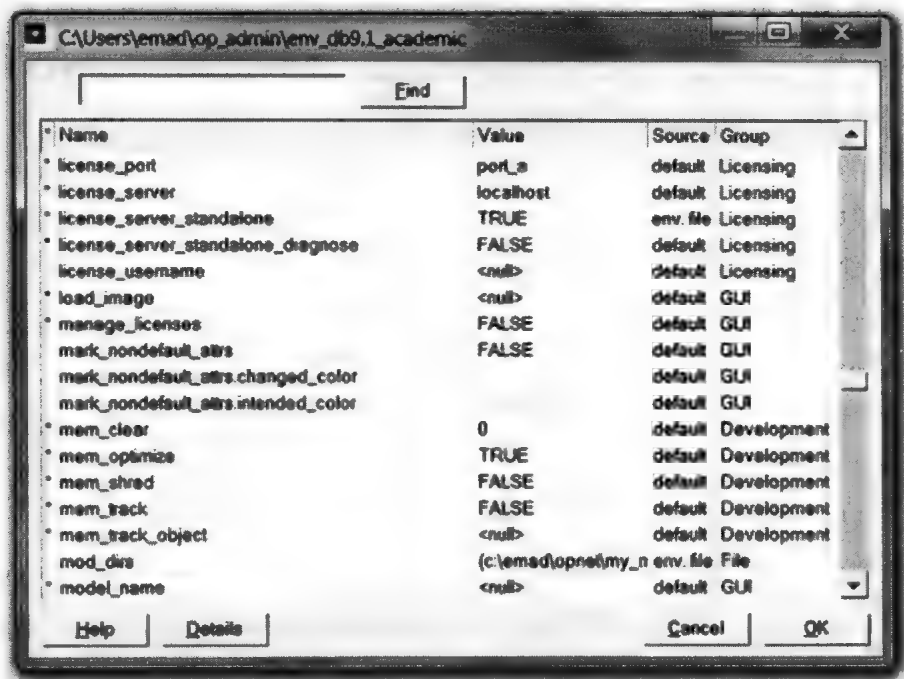 C:\Users\emad\op_admin\env_db9.1_academic
Find
* Name Value Source Group
* license_port port_a default Licensing
* license_server localhost default Licensing
* license_server_standalone TRUE env. file Licensing
* license_server_standalone_diagnose FALSE default Licensing
license_username <null> default Licensing
* load_image <null> default GUI
* manage_licenses FALSE default GUI
mark_nondefault_attrs FALSE default GUI
mark_nondefault_attrs.changed_color default GUI
mark_nondefault_attrs.intended_color default GUI
* mem_clear 0 default Development
* mem_optimize TRUE default Development
* mem_shred FALSE default Development
* mem_track FALSE default Development
* mem_track_object <null> default Development
mod_dirs (c:\emad\opnet\my_n env. file File
* model_name <null> default GUI
Help Details Cancel OK